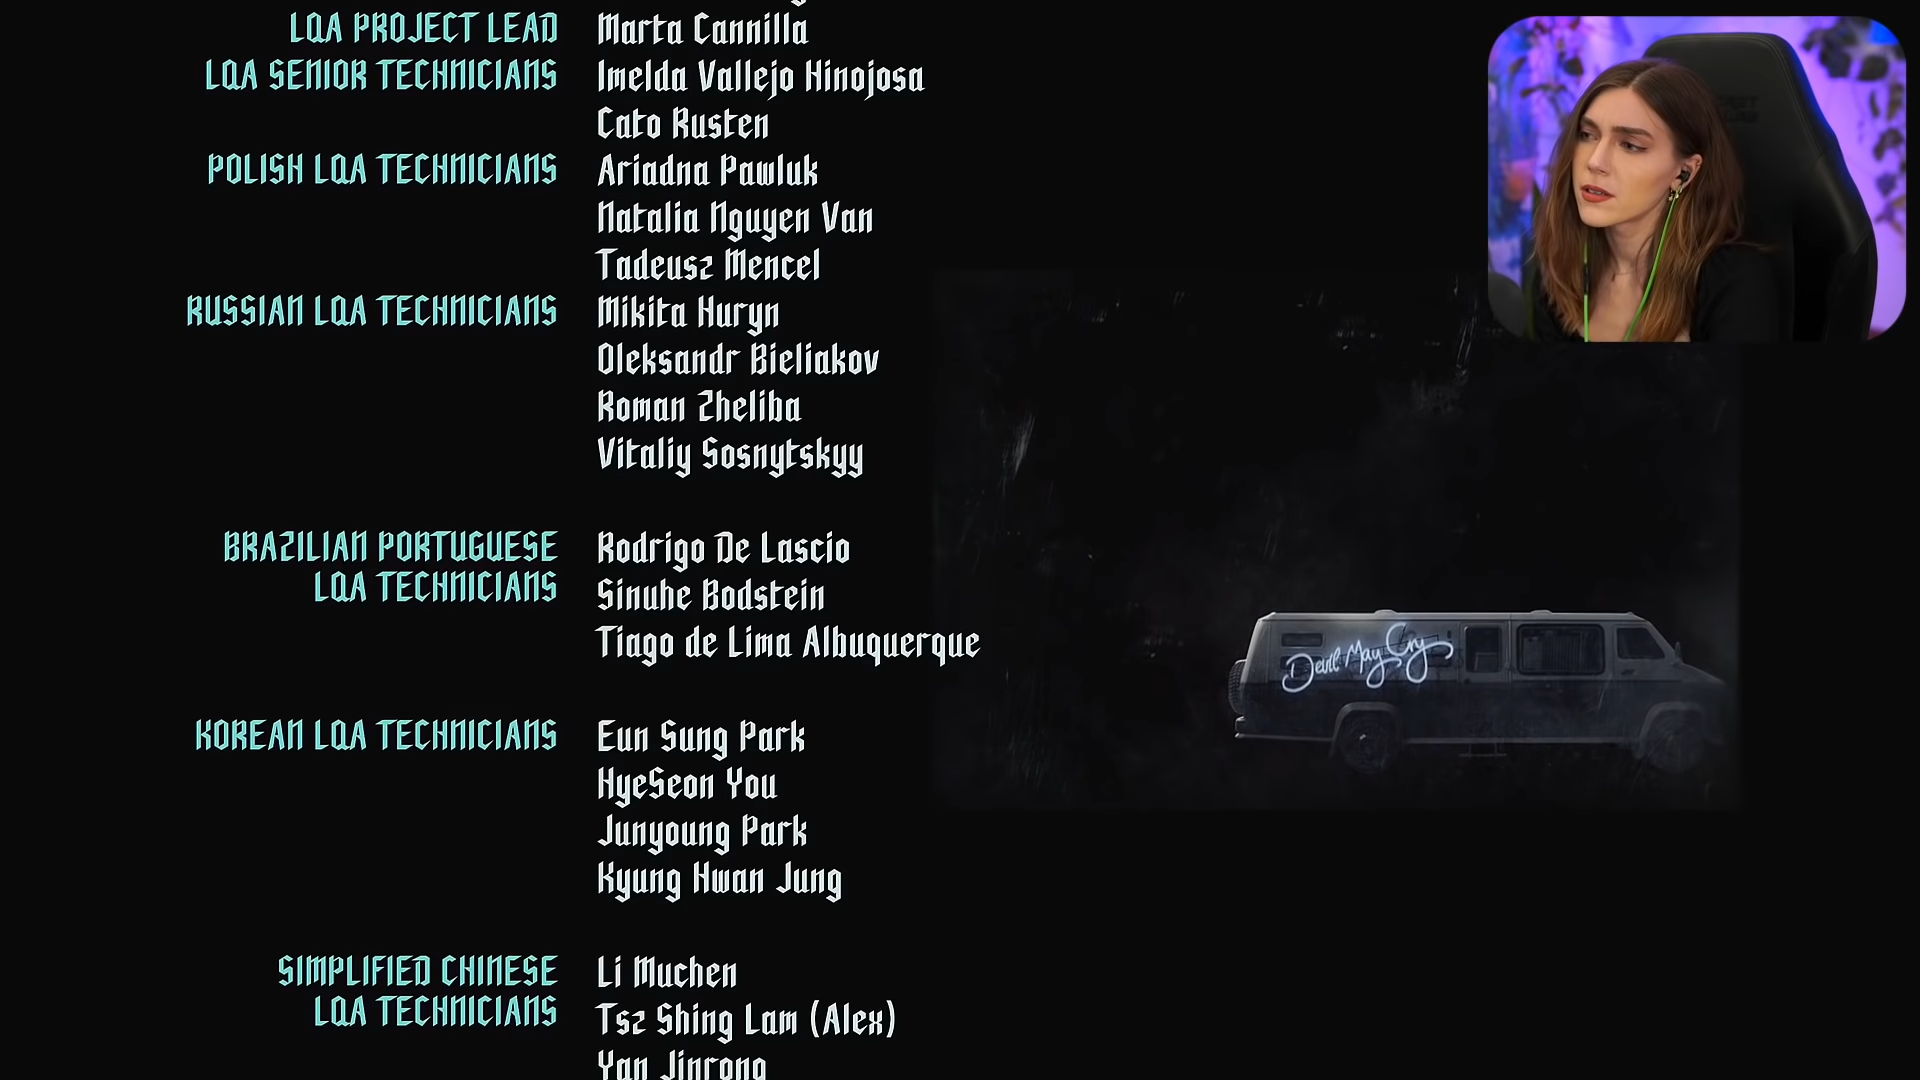 LQA PROJECT LEAD Marta Cannilla
LQA SENIOR TECHNICIANS Imelda Vallejo Hinojosa
Cato Rusten
POLISH LQA TECHNICIANS Ariadna Pawluk
Natalia Nguyen Van
Tadeusz Mencel
RUSSIAN LQA TECHNICIANS Mikita Huryn
Oleksandr Bieliakov
Roman Zheliba
Vitaliy Sosnytskyy
BRAZILIAN PORTUGUESE Rodrigo De Lascio
LQA TECHNICIANS Sinuhe Bodstein
Tiago de Lima Albuquerque
Devil May Cry
KOREAN LQA TECHNICIANS Eun Sung Park
HyeSeon You
Junyoung Park
Kyung Hwan Jung
SIMPLIFIED CHINESE Li Muchen
LQA TECHNICIANS Tsz Shing Lam (Alex)
Yan Jinrong